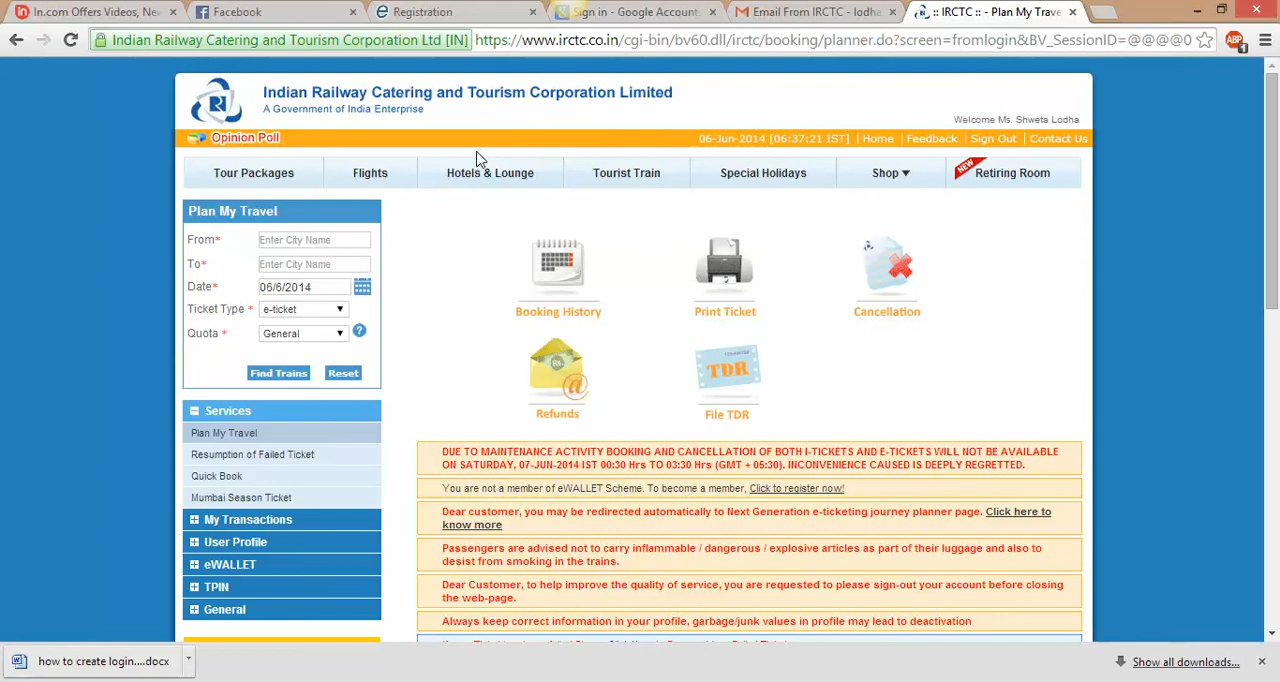 In.com Offers Videos, Ne
Facebook
Registration
Sign in - Google Account
Email From IRCTC - lodha
:: IRCTC :: - Plan My Trave
Indian Railway Catering and Tourism Corporation Ltd [IN]
https://www.irctc.co.in/cgi-bin/bv60.dll/irctc/booking/planner.do?screen=fromlogin&BV_SessionID=@@@@0
ABP
1
Indian Railway Catering and Tourism Corporation Limited
A Government of India Enterprise
Welcome Ms. Shweta Lodha
Opinion Poll
06-Jun-2014 [06:37:21 IST] | Home | Feedback | Sign Out | Contact Us
Tour Packages
Flights
Hotels & Lounge
Tourist Train
Special Holidays
Shop ▼
NEW
Retiring Room
Plan My Travel
From*
Enter City Name
To*
Enter City Name
Date*
06/6/2014
Ticket Type *
e-ticket
Quota *
General
?
Find Trains
Reset
Booking History
Print Ticket
Cancellation
Refunds
TDR
File TDR
Services
Plan My Travel
Resumption of Failed Ticket
Quick Book
Mumbai Season Ticket
My Transactions
User Profile
eWALLET
TPIN
General
DUE TO MAINTENANCE ACTIVITY BOOKING AND CANCELLATION OF BOTH I-TICKETS AND E-TICKETS WILL NOT BE AVAILABLE
ON SATURDAY, 07-JUN-2014 IST 00:30 Hrs TO 03:30 Hrs (GMT + 05:30). INCONVENIENCE CAUSED IS DEEPLY REGRETTED.
You are not a member of eWALLET Scheme. To become a member, Click to register now!
Dear customer, you may be redirected automatically to Next Generation e-ticketing journey planner page. Click here to
know more
Passengers are advised not to carry inflammable / dangerous / explosive articles as part of their luggage and also to
desist from smoking in the trains.
Dear Customer, to help improve the quality of service, you are requested to please sign-out your account before closing
the web-page.
Always keep correct information in your profile, garbage/junk values in profile may lead to deactivation
how to create login....docx
Show all downloads...